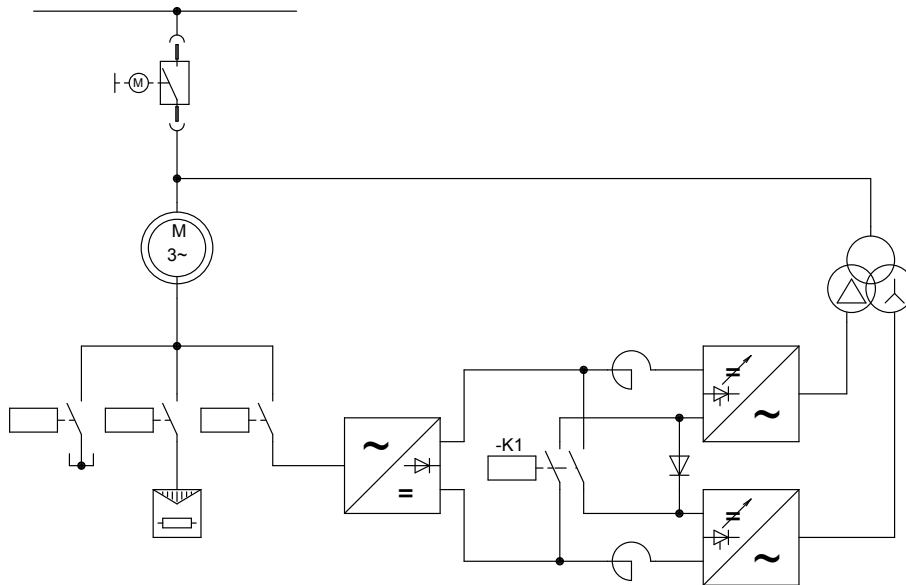 M
M
3~
=
~
~
-K1
=
=
~